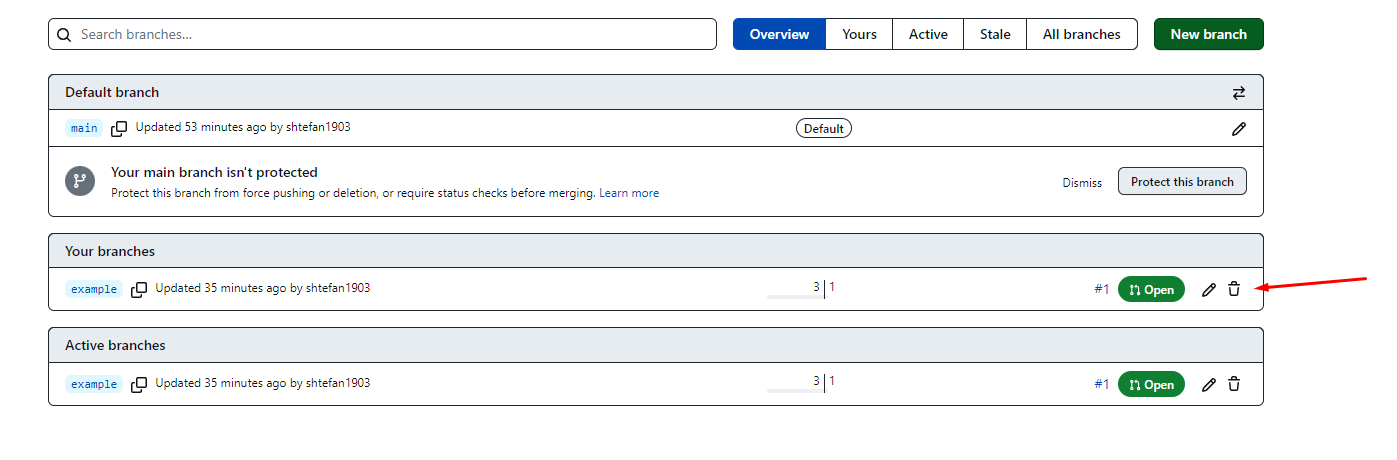 Search branches...
Overview Yours Active Stale All branches New branch
Default branch
main Updated 53 minutes ago by shtefan1903 Default
Your main branch isn't protected
Protect this branch from force pushing or deletion, or require status checks before merging. Learn more
Dismiss Protect this branch
Your branches
example Updated 35 minutes ago by shtefan1903 3 1 #1 Open
Active branches
example Updated 35 minutes ago by shtefan1903 3 1 #1 Open